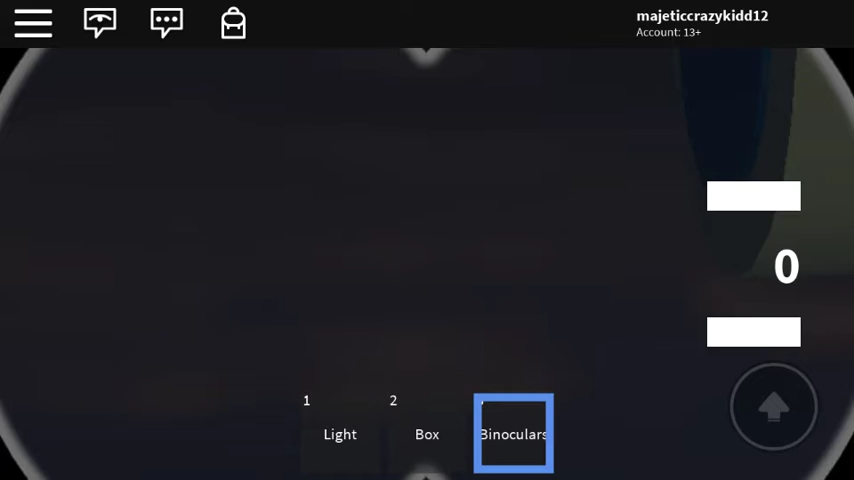 majeticcrazykidd12
Account: 13+
0
1
2
Light
Box
Binoculars